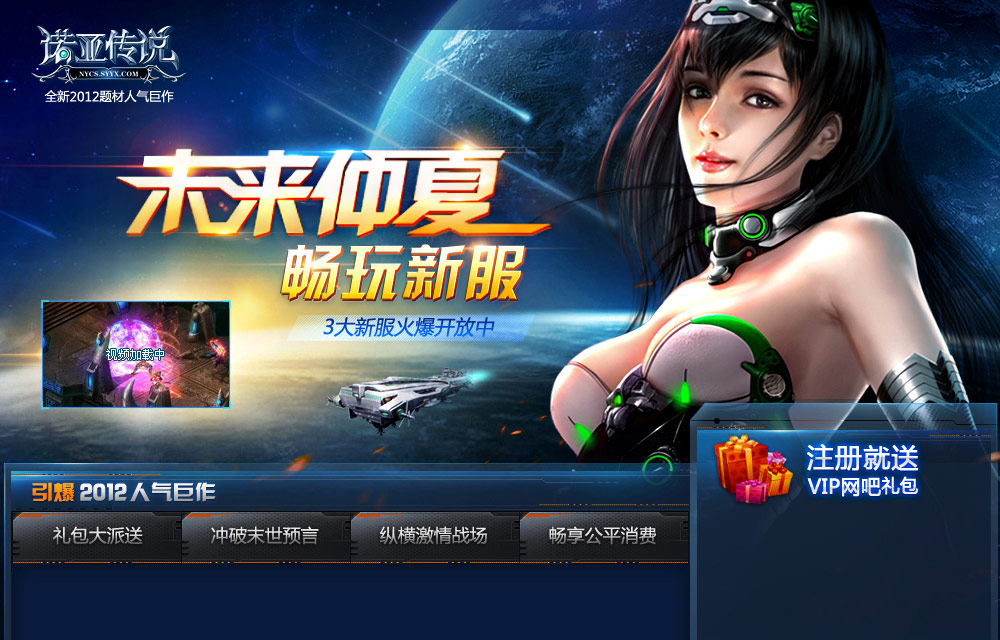 诺亚传说
NYCS.SYYX.COM
全新2012题材人气巨作
未来仲夏
畅玩新服
3大新服火爆开放中
视频加载中
引爆2012人气巨作
礼包大派送
冲破末世预言
纵横激情战场
畅享公平消费
注册就送
VIP网吧礼包